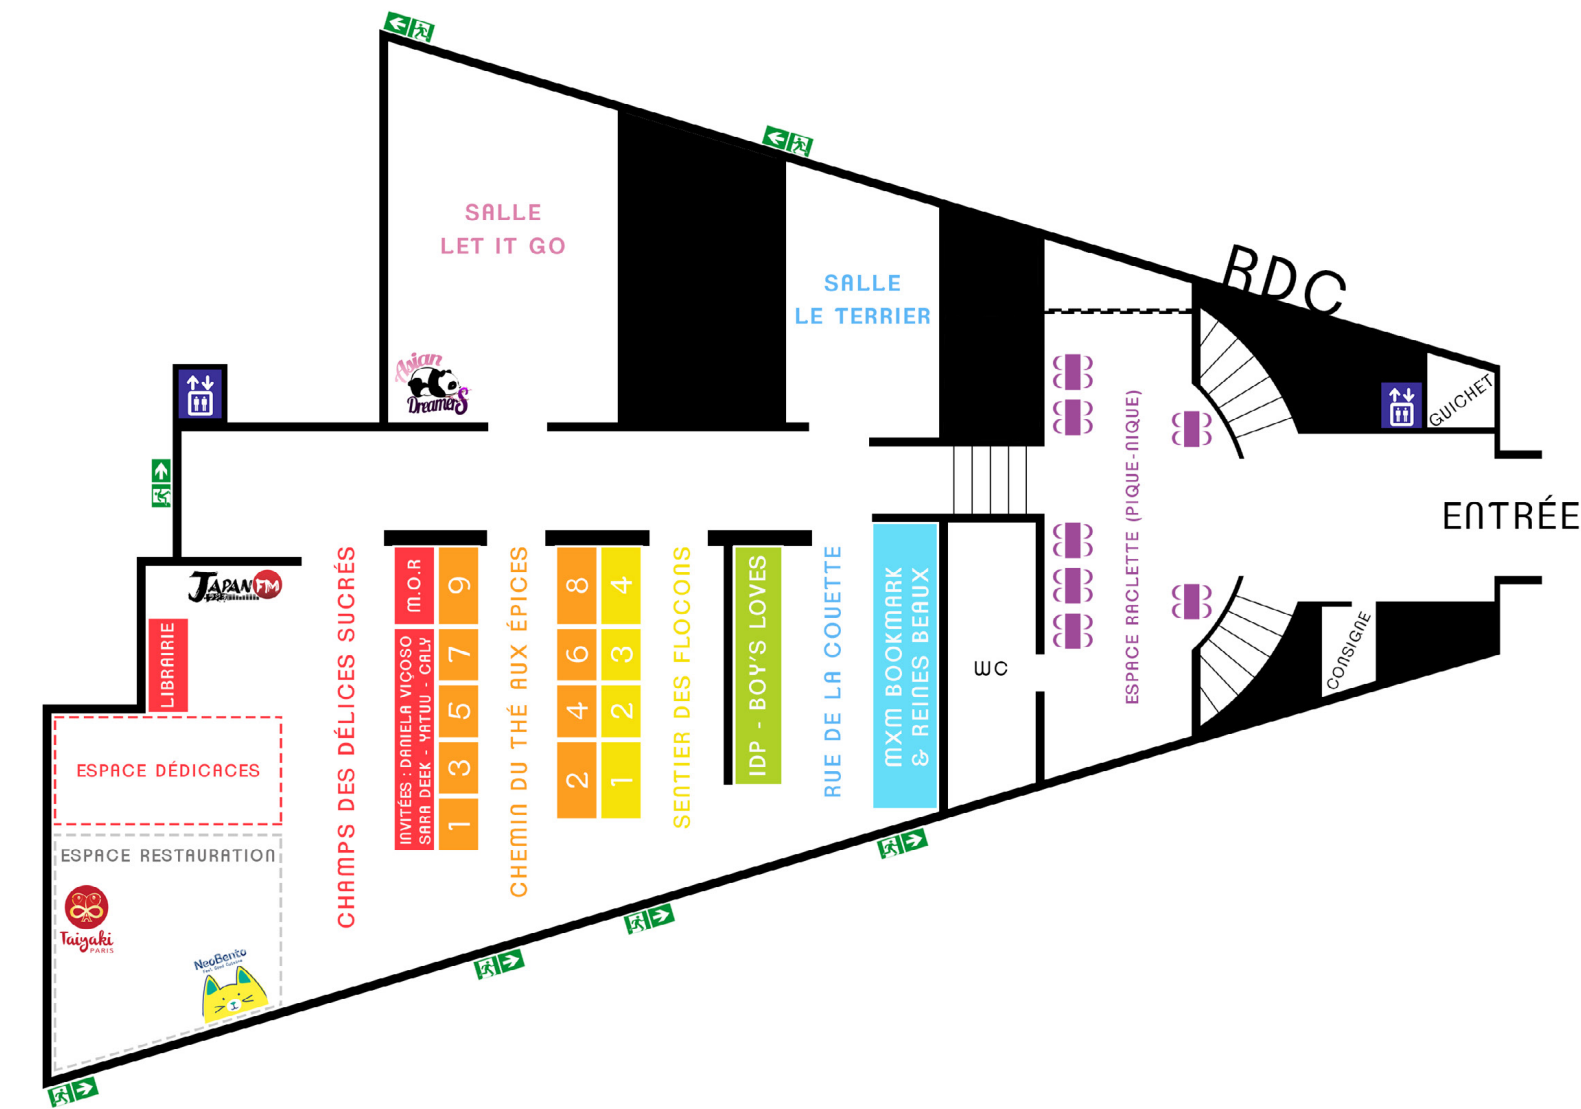 RDC
SALLE
LET IT GO
SALLE
LE TERRIER
Asian
Dreamers
GUICHET
ENTRÉE
CONSIGNE
ESPACE RACLETTE (PIQUE-NIQUE)
WC
MXM BOOKMARK
& REINES BEAUX
RUE DE LA COUETTE
IDP - BOY'S LOVES
SENTIER DES FLOCONS
4
3
2
1
8
6
4
2
CHEMIN DU THÉ AUX ÉPICES
9
7
5
3
1
M.O.R
INVITÉES : DANIELA VIÇOSO
SARA DEEK - YATUU - CALY
CHAMPS DES DÉLICES SUCRÉS
JAPAN FM
LIBRAIRIE
ESPACE DÉDICACES
ESPACE RESTAURATION
Taiyaki
PARIS
NeoBento